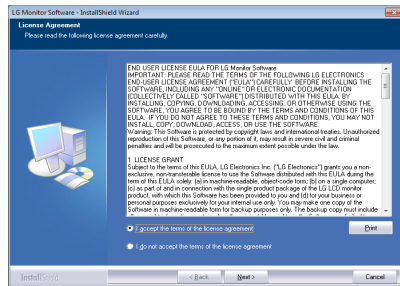 LG Monitor Software - InstallShield Wizard
License Agreement
Please read the following license agreement carefully.
END USER LICENSE EULA FOR LG Monitor Software
IMPORTANT: PLEASE READ THE TERMS OF THE FOLLOWING LG ELECTRONICS
END-USER LICENSE AGREEMENT ("EULA") CAREFULLY BEFORE INSTALLING THE
SOFTWARE, INCLUDING ANY "ONLINE" OR ELECTRONIC DOCUMENTATION
(COLLECTIVELY CALLED "SOFTWARE") DISTRIBUTED WITH THIS EULA. BY
INSTALLING, COPYING, DOWNLOADING, ACCESSING, OR OTHERWISE USING THE
SOFTWARE, YOU AGREE TO BE BOUND BY THE TERMS AND CONDITIONS OF THIS
EULA. IF YOU DO NOT AGREE TO THESE TERMS AND CONDITIONS, YOU MAY NOT
INSTALL, COPY, DOWNLOAD, ACCESS, OR USE THE SOFTWARE.
Warning: This Software is protected by copyright laws and international treaties. Unauthorized
reproduction of this Software, or any portion of it, may result in severe civil and criminal
penalties and will be prosecuted to the maximum extent possible under the law.
1. LICENSE GRANT
Subject to the terms of this EULA, LG Electronics Inc. ("LG Electronics") grants you a non-
exclusive, non-transferable license to use the Software distributed with this EULA during the
term of this EULA solely: (a) in machine-readable, object-code form; (b) on a single computer;
(c) as part of and in connection with the single product package of the LG LCD monitor
product, with which this Software has been provided to you and (d) for your business or
personal purposes exclusively for your internal use only. You may make one copy of the
Software in machine-readable form for backup purposes only. The backup copy must include
I accept the terms of the license agreement
Print
I do not accept the terms of the license agreement
InstallShield
< Back
Next >
Cancel